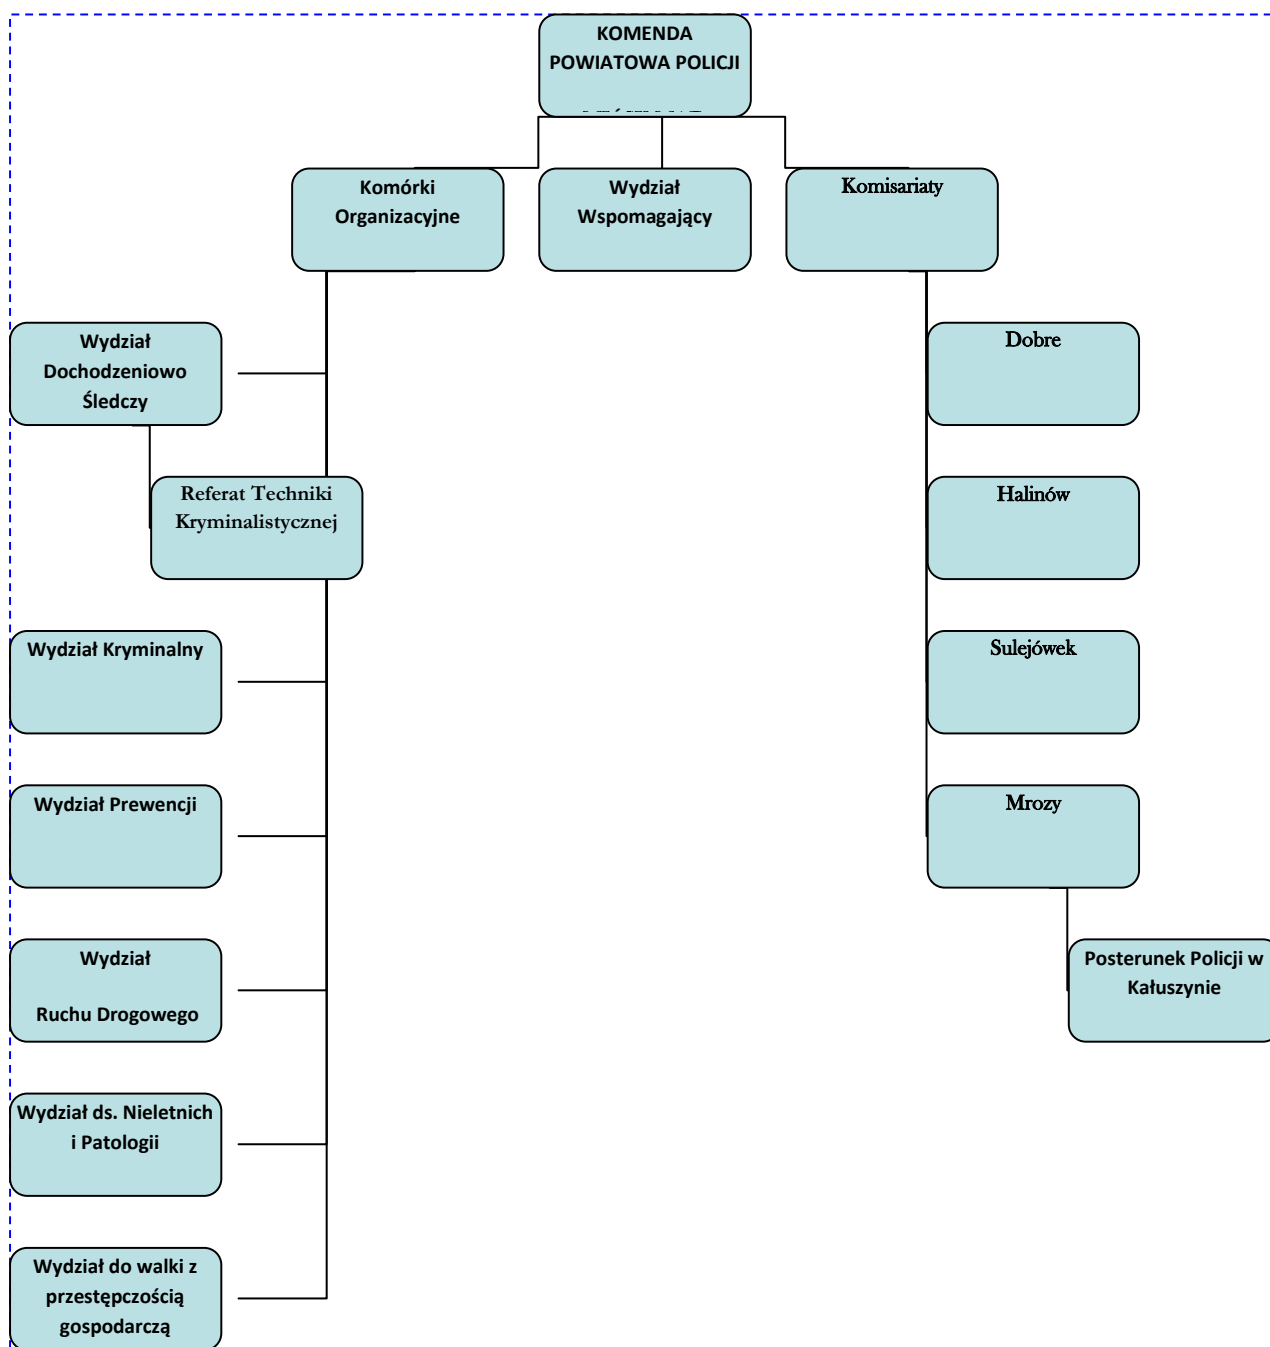 KOMENDA
POWIATOWA POLICJI
Komórki
Organizacyjne
Wydział
Wspomagający
Komisariaty
Wydział
Dochodzeniowo
Śledczy
Dobre
Referat Techniki
Kryminalistycznej
Halinów
Wydział Kryminalny
Sulejówek
Wydział Prewencji
Mrozy
Wydział
Ruchu Drogowego
Posterunek Policji w
Kałuszynie
Wydział ds. Nieletnich
i Patologii
Wydział do walki z
przestępczością
gospodarczą